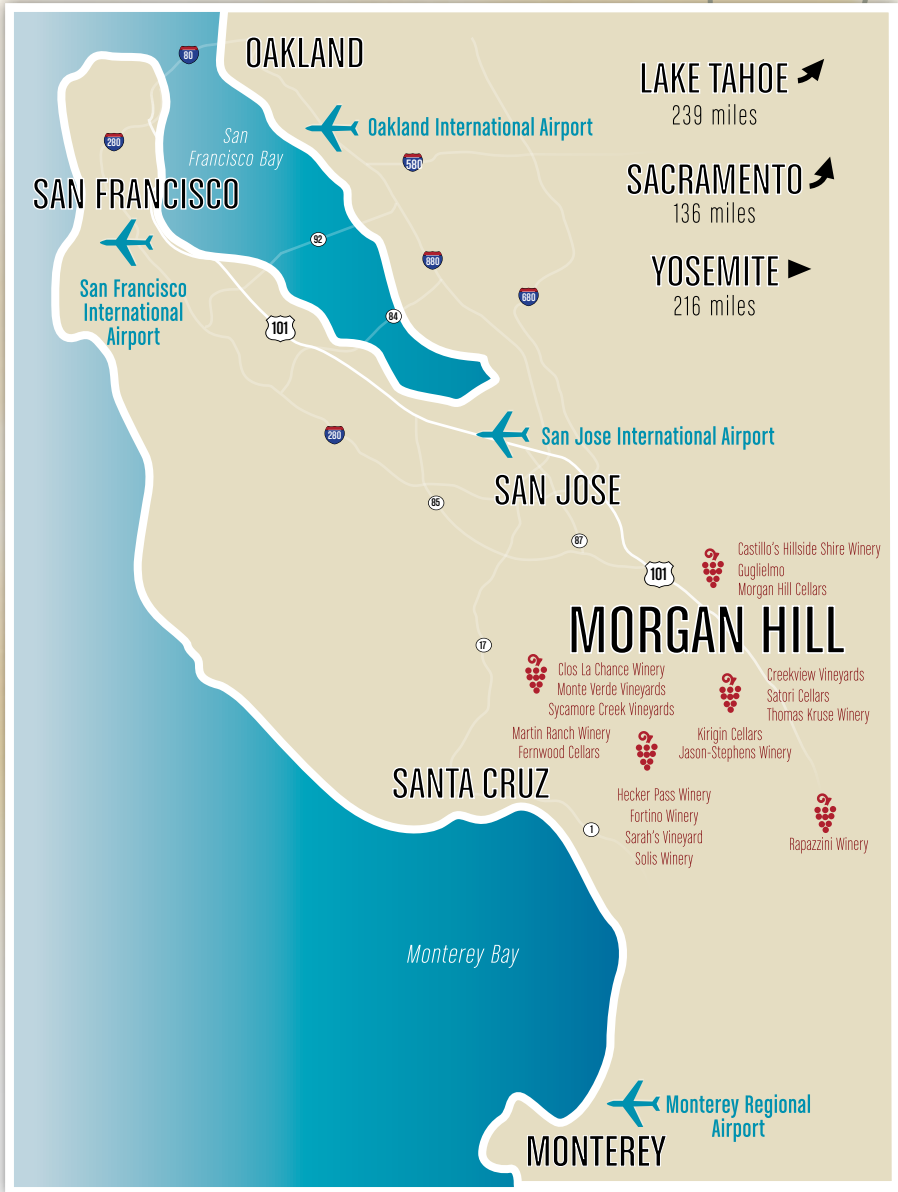 80
OAKLAND
LAKE TAHOE
239 miles
Oakland International Airport
San
Francisco Bay
280
580
SAN FRANCISCO
SACRAMENTO
136 miles
92
880
YOSEMITE
216 miles
San Francisco
International
Airport
680
84
101
280
San Jose International Airport
SAN JOSE
85
87
101
Castillo's Hillside Shire Winery
Guglielmo
Morgan Hill Cellars
MORGAN HILL
17
Clos La Chance Winery
Monte Verde Vineyards
Sycamore Creek Vineyards
Creekview Vineyards
Satori Cellars
Thomas Kruse Winery
Martin Ranch Winery
Fernwood Cellars
Kirigin Cellars
Jason-Stephens Winery
SANTA CRUZ
Hecker Pass Winery
Fortino Winery
Sarah's Vineyard
Solis Winery
1
Rapazzini Winery
Monterey Bay
Monterey Regional
Airport
MONTEREY